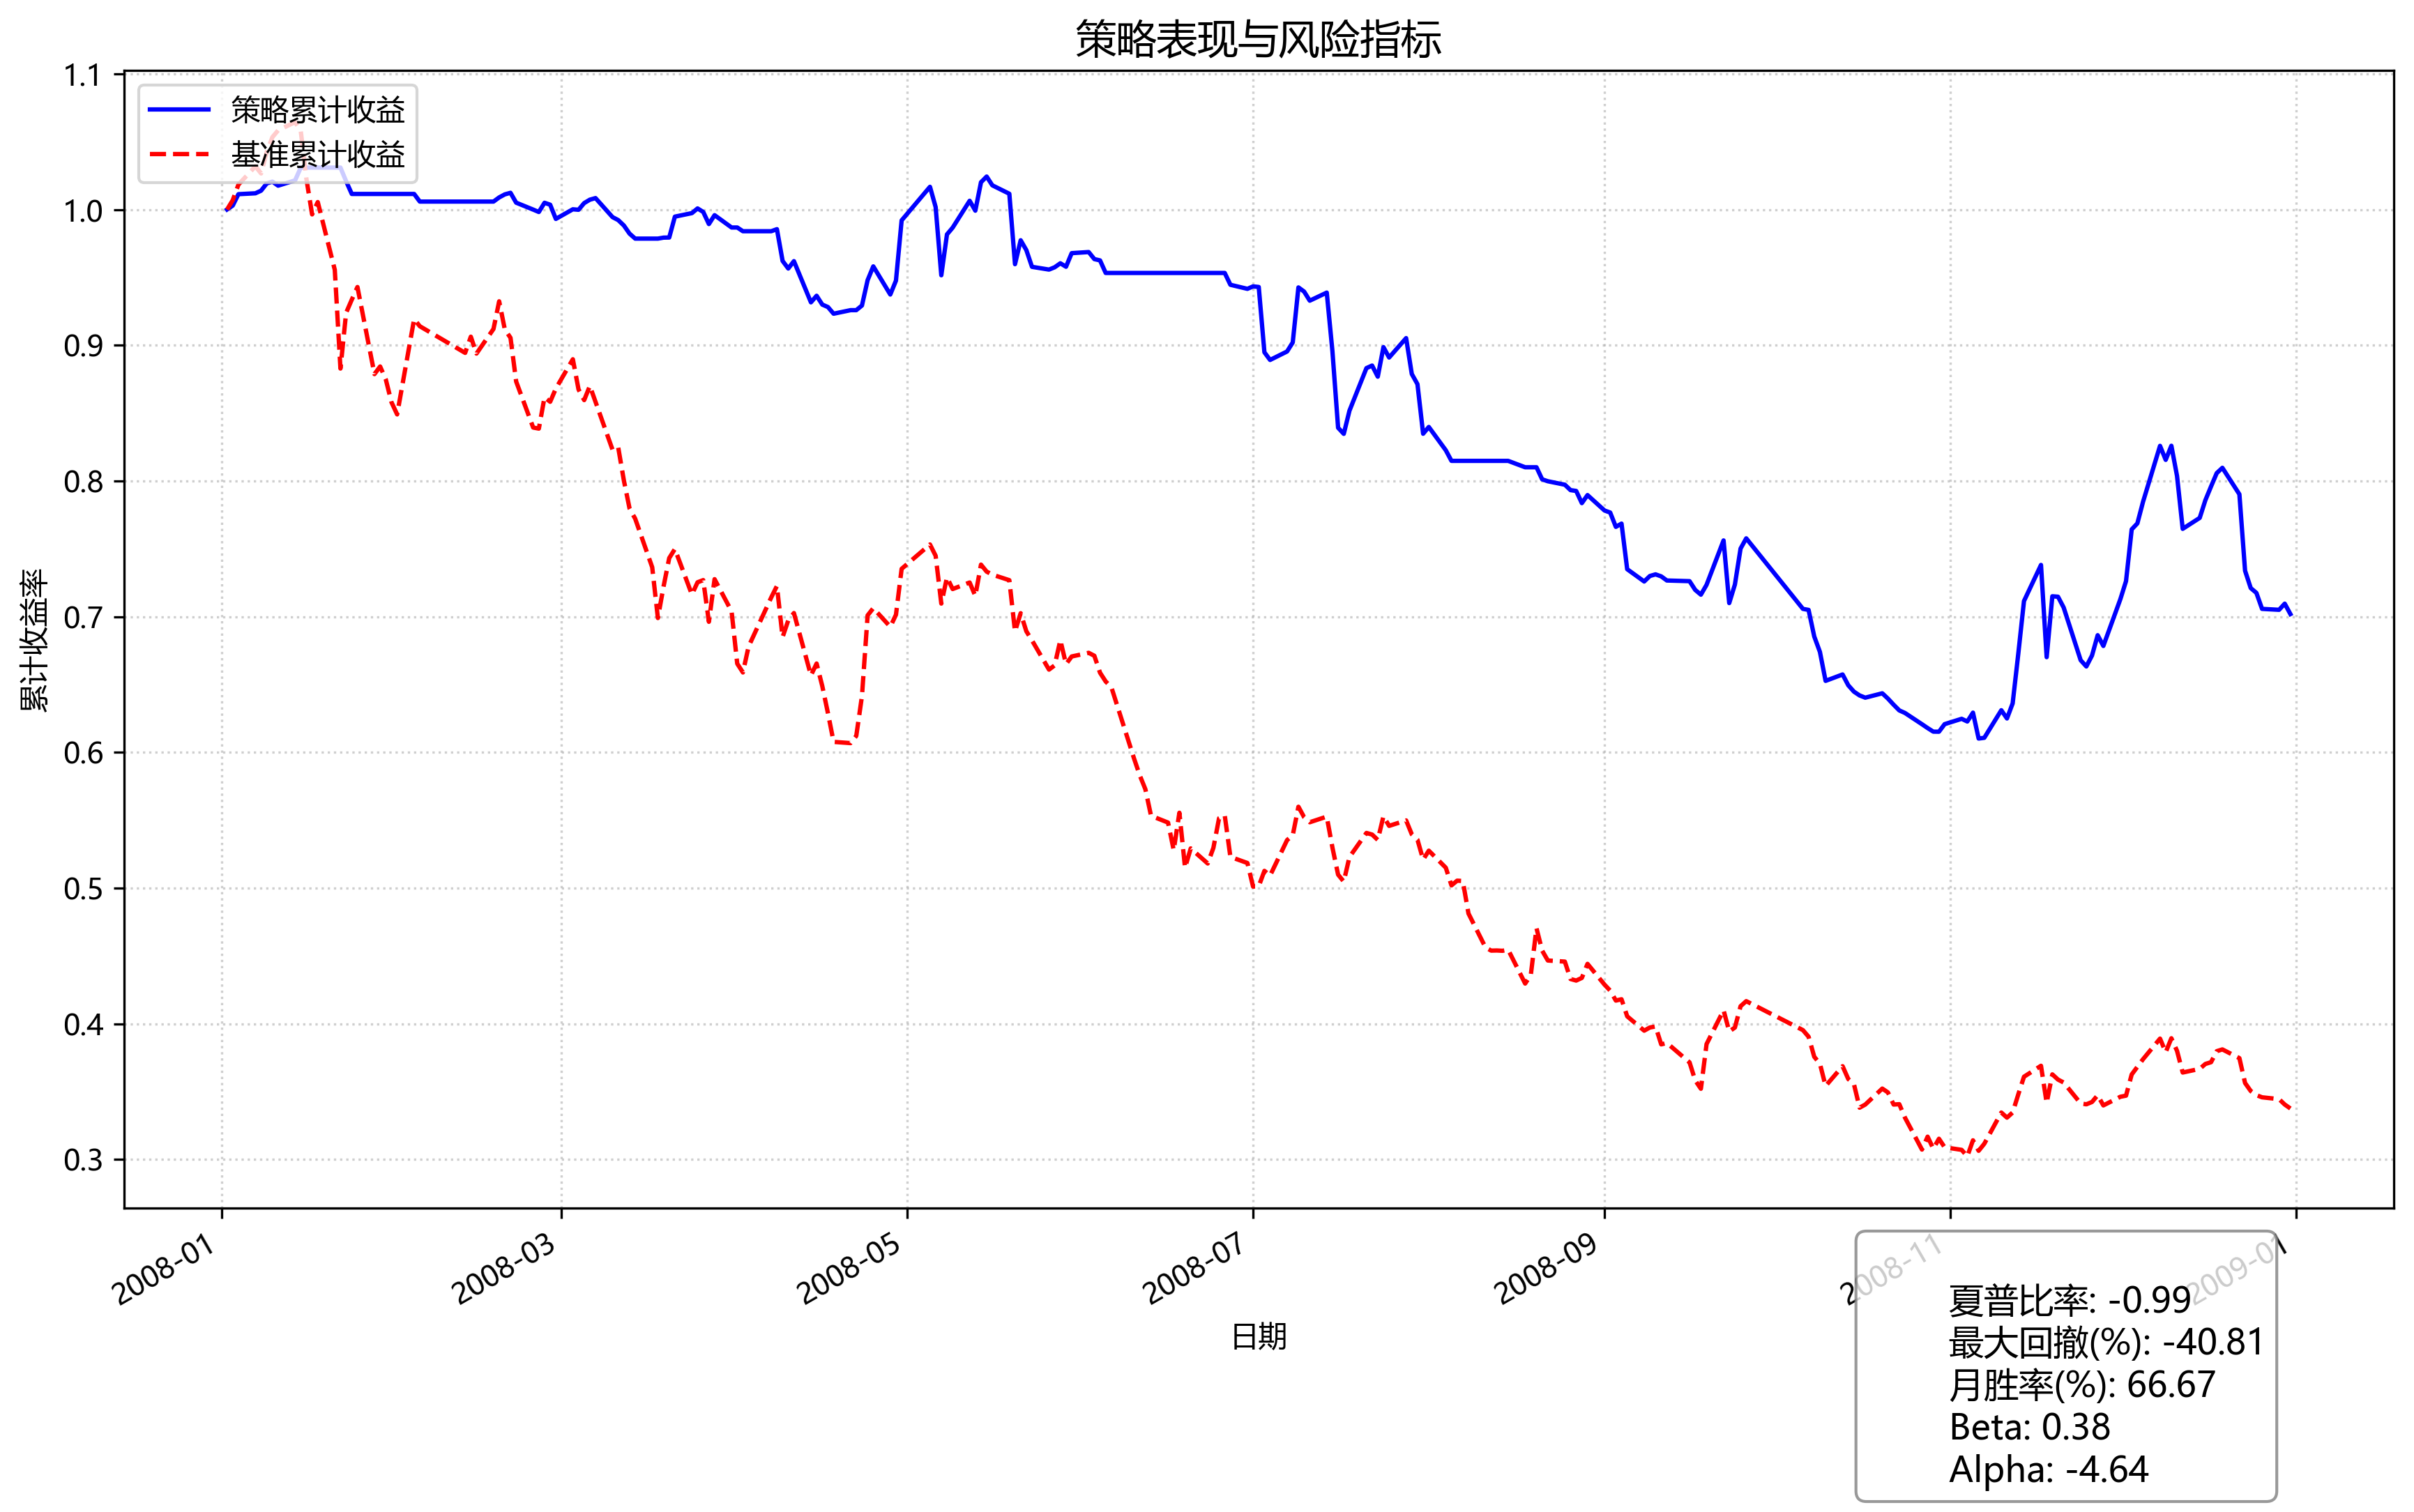 策略表现与风险指标
策略累计收益
基准累计收益
累计收益率
1.1
1.0
0.9
0.8
0.7
0.6
0.5
0.4
0.3
2008-01
2008-03
2008-05
2008-07
2008-09
2008-11
2009-01
日期
夏普比率: -0.99
最大回撤(%): -40.81
月胜率(%): 66.67
Beta: 0.38
Alpha: -4.64